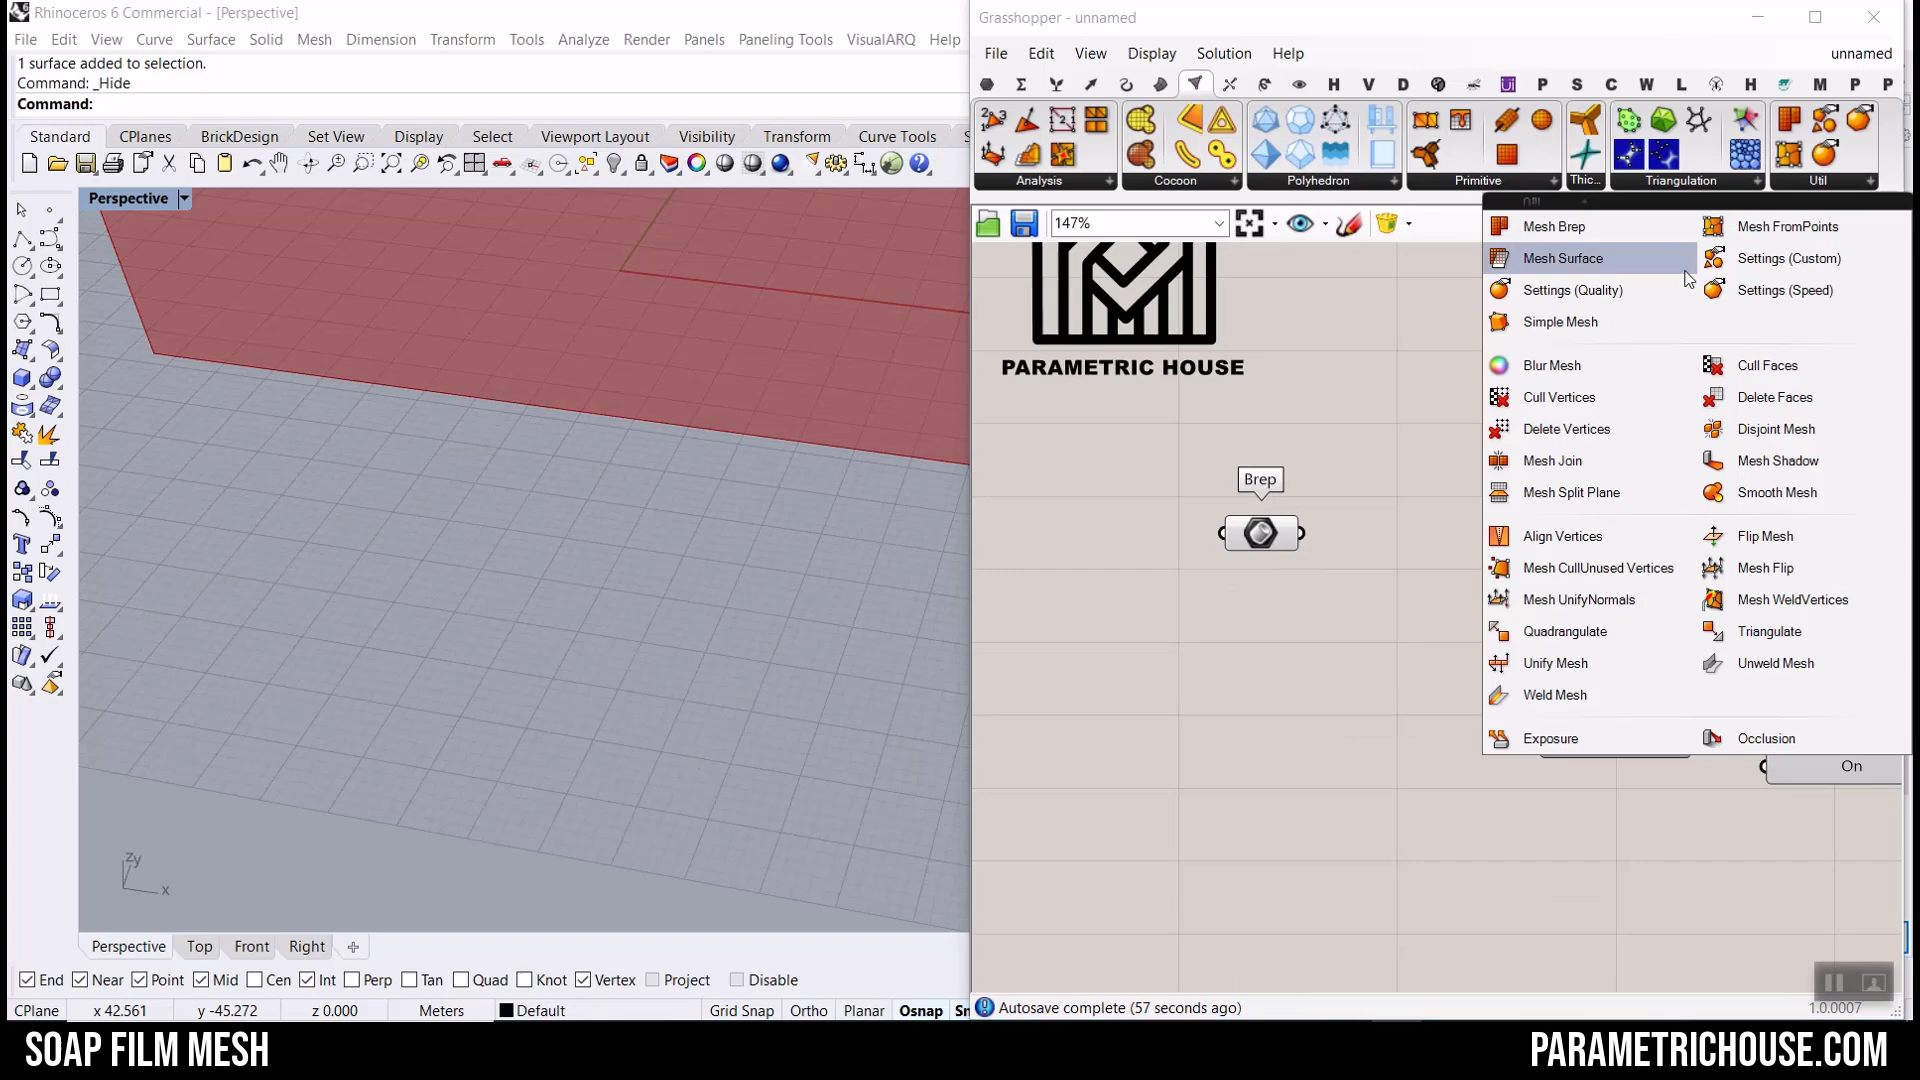 Rhinoceros 6 Commercial - [Perspective]
File Edit View Curve Surface Solid Mesh Dimension Transform Tools Analyze Render Panels Paneling Tools VisualARQ Help
1 surface added to selection.
Command: _Hide
Command:
Standard CPlanes BrickDesign Set View Display Select Viewport Layout Visibility Transform Curve Tools
Perspective
zy
x
Perspective Top Front Right
End Near Point Mid Cen Int Perp Tan Quad Knot Vertex Project Disable
CPlane x 42.561 y -45.272 z 0.000 Meters Default Grid Snap Ortho Planar Osnap Sn
Grasshopper - unnamed
File Edit View Display Solution Help unnamed
H V D P S C W L H M P P
Analysis Cocoon Polyhedron Primitive Thic... Triangulation Util
147%
PARAMETRIC HOUSE
Brep
Mesh Brep Mesh FromPoints
Mesh Surface Settings (Custom)
Settings (Quality) Settings (Speed)
Simple Mesh
Blur Mesh Cull Faces
Cull Vertices Delete Faces
Delete Vertices Disjoint Mesh
Mesh Join Mesh Shadow
Mesh Split Plane Smooth Mesh
Align Vertices Flip Mesh
Mesh CullUnused Vertices Mesh Flip
Mesh UnifyNormals Mesh WeldVertices
Quadrangulate Triangulate
Unify Mesh Unweld Mesh
Weld Mesh
Exposure Occlusion
On
Autosave complete (57 seconds ago)
1.0.0007
SOAP FILM MESH
PARAMETRICHOUSE.COM